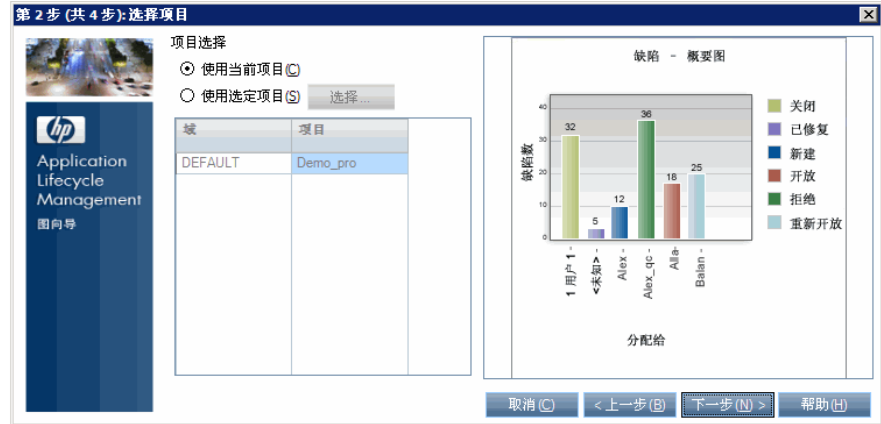 第 2 步 (共 4 步):选择项目
项目选择
使用当前项目(C)
使用选定项目(S)
选择...
域 项目
DEFAULT Demo_pro
hp
Application
Lifecycle
Management
图向导
缺陷 - 概要图
缺陷数
40
30
20
10
0
32
5
12
36
18
25
1 用户 1 -
<未知> -
Alex -
Alex_qc -
Alla-
Balan -
分配给
关闭
已修复
新建
开放
拒绝
重新开放
取消(C) <上一步(B) 下一步(N) > 帮助(H)